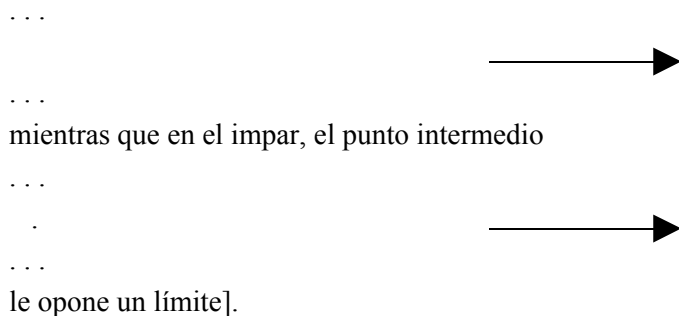 . . .
. . .
mientras que en el impar, el punto intermedio
. . .
.
. . .
le opone un límite].